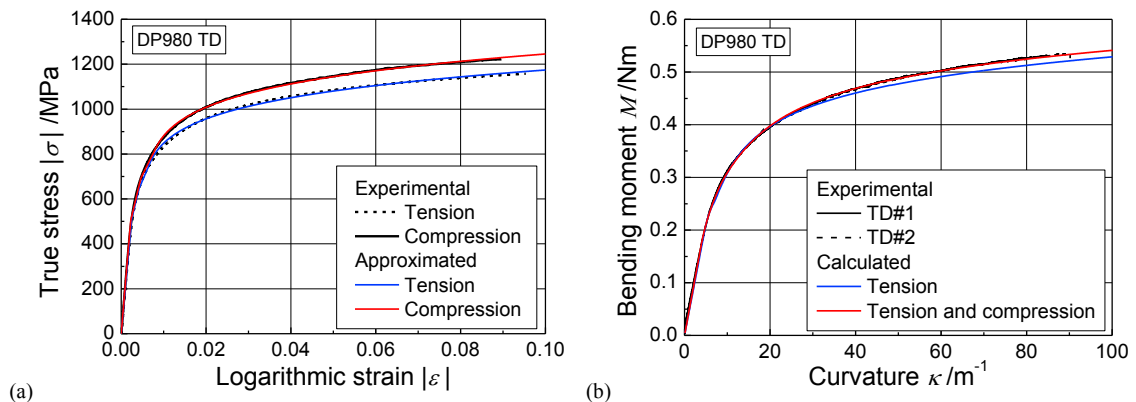 1400
1200
1000
800
600
400
200
0
True stress |σ| /MPa
DP980 TD
Experimental
Tension
Compression
Approximated
Tension
Compression
0.00 0.02 0.04 0.06 0.08 0.10
Logarithmic strain |ε|
(a)
0.6
0.5
0.4
0.3
0.2
0.1
0.0
Bending moment M /Nm
DP980 TD
Experimental
TD#1
TD#2
Calculated
Tension
Tension and compression
0 20 40 60 80 100
Curvature κ /m⁻¹
(b)